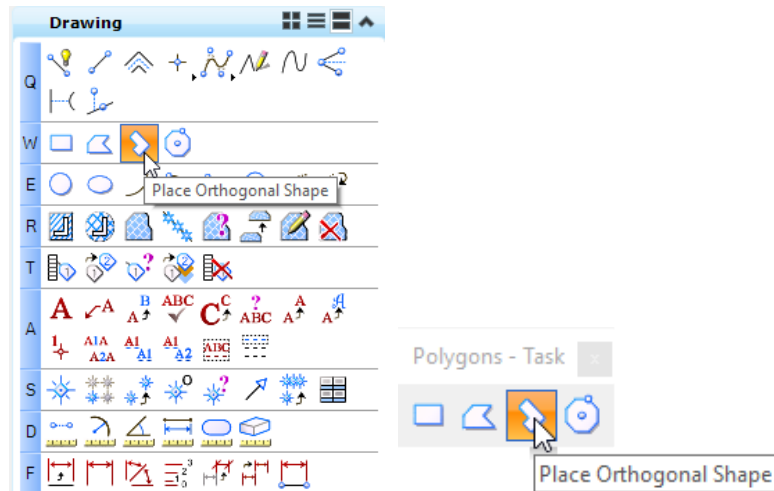 Drawing
Q
W
Place Orthogonal Shape
E
R
T
A
S
D
F
Polygons - Task
x
Place Orthogonal Shape